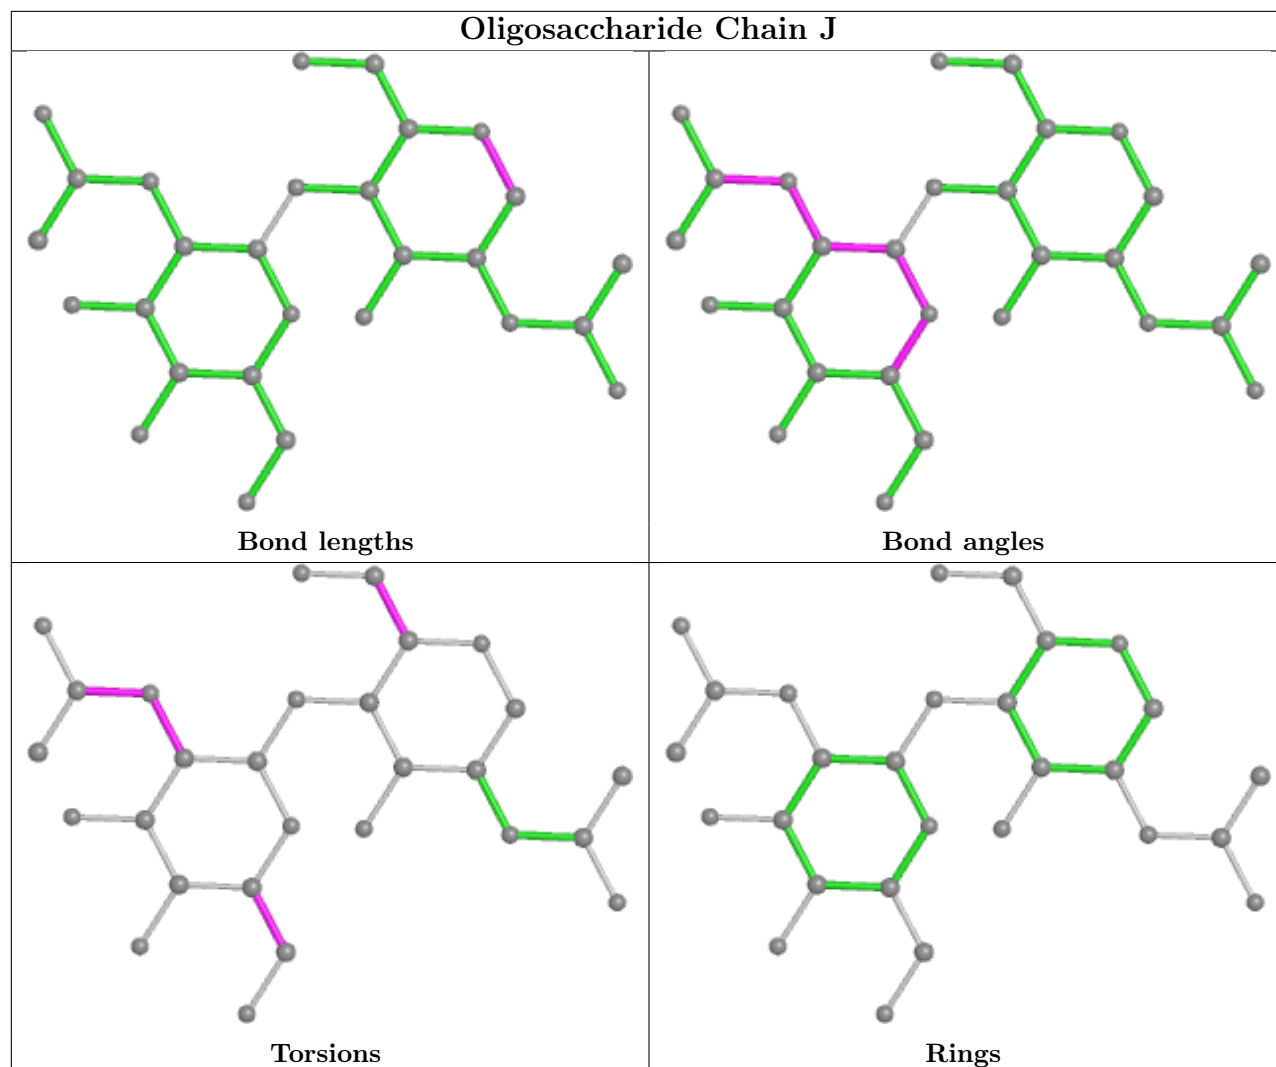 Oligosaccharide Chain J
Bond lengths
Bond angles
Torsions
Rings